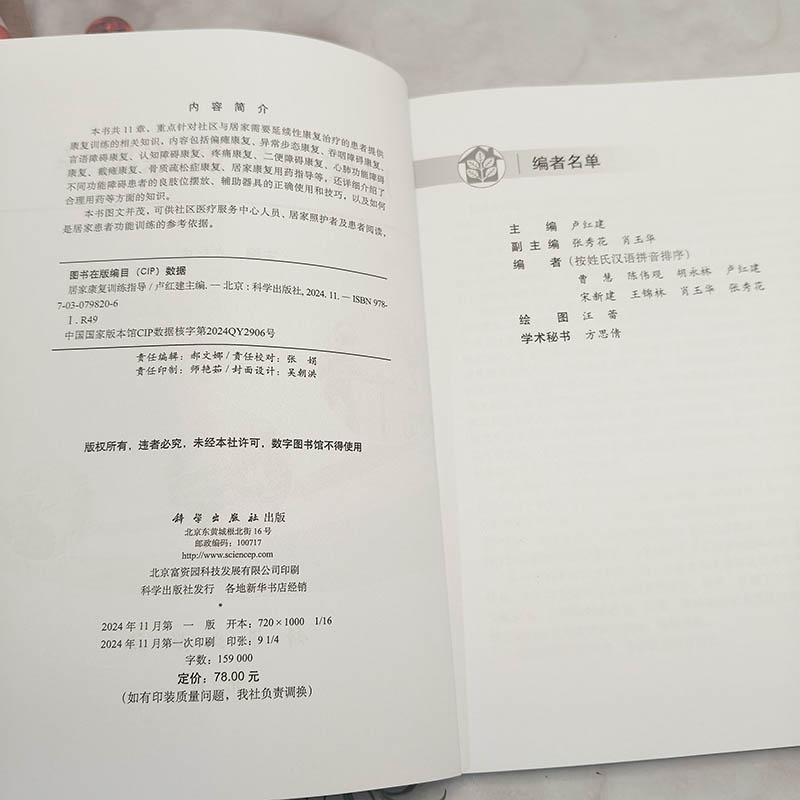 内 容 简 介
本书共11章，重点针对社区与居家需要延续性康复治疗的患者提供
康复训练的相关知识，内容包括偏瘫康复、异常步态康复、吞咽障碍康复、
言语障碍康复、认知障碍康复、疼痛康复、二便障碍康复、心肺功能障碍
康复、截瘫康复、骨质疏松症康复、居家康复用药指导等，还详细介绍了
不同功能障碍患者的良肢位摆放、辅助器具的正确使用和技巧，以及如何
合理用药等方面的知识。
本书图文并茂，可供社区医疗服务中心人员、居家照护者及患者阅读，
是居家患者功能训练的参考依据。
图书在版编目（CIP）数据
居家康复训练指导 / 卢红建主编. — 北京：科学出版社，2024. 11. — ISBN 978-
7-03-079820-6
Ⅰ. R49
中国国家版本馆CIP数据核字第2024QY2906号
责任编辑：郝文娜 / 责任校对：张 娟
责任印制：师艳茹 / 封面设计：吴朝洪
版权所有，违者必究，未经本社许可，数字图书馆不得使用
科学出版社 出版
北京东黄城根北街 16 号
邮政编码：100717
http://www.sciencep.com
北京富资园科技发展有限公司印刷
科学出版社发行 各地新华书店经销
*
2024 年 11 月第 一 版 开本：720×1000 1/16
2024 年 11 月第一次印刷 印张：9 1/4
字数：159 000
定价：78.00 元
（如有印装质量问题，我社负责调换）
编者名单
主 编 卢红建
副 主 编 张秀花 肖玉华
编 者（按姓氏汉语拼音排序）
曹 慧 陈伟观 胡永林 卢红建
宋新建 王锦林 肖玉华 张秀花
绘 图 汪 蕾
学术秘书 方思倩